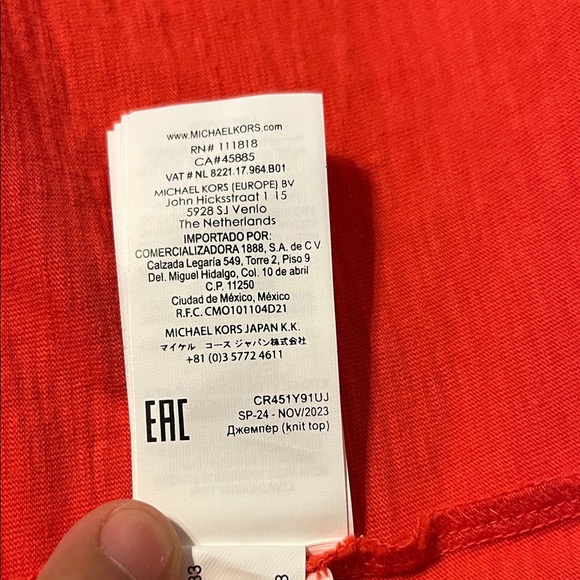 www.MICHAELKORS.com
RN# 111818
CA#45885
VAT # NL 8221.17.964.B01
MICHAEL KORS (EUROPE) BV
John Hicksstraat 1 15
5928 SJ Venlo
The Netherlands
IMPORTADO POR:
COMERCIALIZADORA 1888, S.A. de C V
Calzada Legaría 549, Torre 2, Piso 9
Del. Miguel Hidalgo, Col. 10 de abril
C.P. 11250
Ciudad de México, México
R.F.C. CMO101104D21
MICHAEL KORS JAPAN K.K.
マイケル コース ジャパン株式会社
+81 (0)3 5772 4611
EAC
CR451Y91UJ
SP-24 - NOV/2023
Джемпер (knit top)